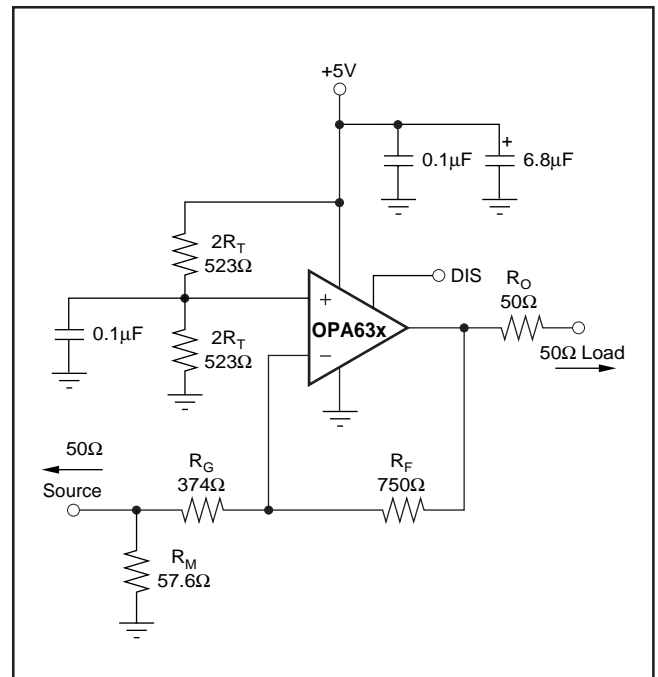 +5V
0.1μF
+
6.8μF
2R_T
523Ω
DIS
R_O
50Ω
+
OPA63x
−
0.1μF
2R_T
523Ω
50Ω Load
50Ω
Source
R_G
374Ω
R_F
750Ω
R_M
57.6Ω